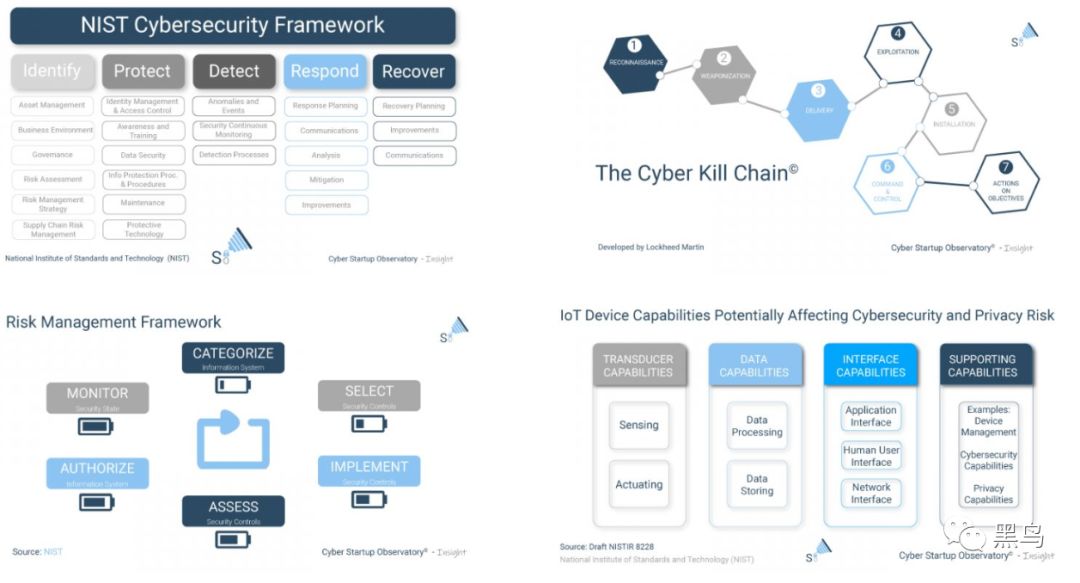 NIST Cybersecurity Framework
Identify
Protect
Detect
Respond
Recover
Asset Management
Business Environment
Governance
Risk Assessment
Risk Management
Strategy
Supply Chain Risk
Management
Identity Management
& Access Control
Awareness and
Training
Data Security
Info Protection Proc.
& Procedures
Maintenance
Protective
Technology
Anomalies and
Events
Security Continuous
Monitoring
Detection Processes
Response Planning
Communications
Analysis
Mitigation
Improvements
Recovery Planning
Improvements
Communications
National Institute of Standards and Technology (NIST)
Cyber Startup Observatory - Insight
1
RECONNAISSANCE
2
WEAPONIZATION
3
DELIVERY
4
EXPLOITATION
5
INSTALLATION
6
COMMAND
&
CONTROL
7
ACTIONS
ON
OBJECTIVES
The Cyber Kill Chain©
Developed by Lockheed Martin
Cyber Startup Observatory® - Insight
Risk Management Framework
CATEGORIZE
Information System
SELECT
Security Controls
IMPLEMENT
Security Controls
ASSESS
Security Controls
AUTHORIZE
Information System
MONITOR
Security State
Source: NIST
Cyber Startup Observatory® - Insight
IoT Device Capabilities Potentially Affecting Cybersecurity and Privacy Risk
TRANSDUCER
CAPABILITIES
Sensing
Actuating
DATA
CAPABILITIES
Data
Processing
Data
Storing
INTERFACE
CAPABILITIES
Application
Interface
Human User
Interface
Network
Interface
SUPPORTING
CAPABILITIES
Examples:
Device
Management
Cybersecurity
Capabilities
Privacy
Capabilities
Source: Draft NISTIR 8228
National Institute of Standards and Technology (NIST)
Cyber Startup Observatory® - Insight
黑鸟